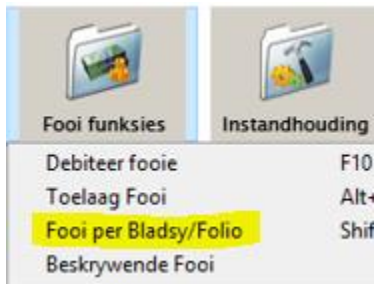 Fooi funksies Instandhouding
Debiteer fooie F10
Toelaag Fooi Alt+
Fooi per Bladsy/Folio Shif
Beskrywende Fooi